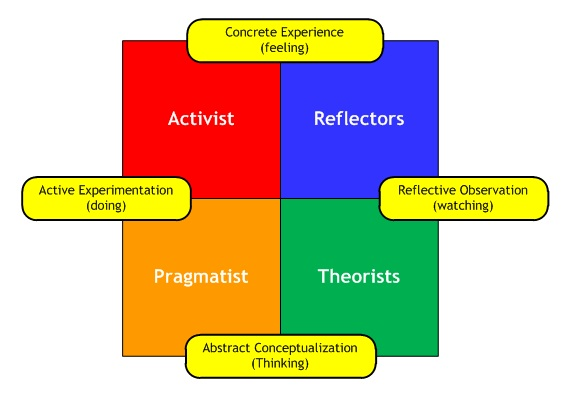 Concrete Experience
(feeling)
Activist
Reflectors
Active Experimentation
(doing)
Reflective Observation
(watching)
Pragmatist
Theorists
Abstract Conceptualization
(Thinking)